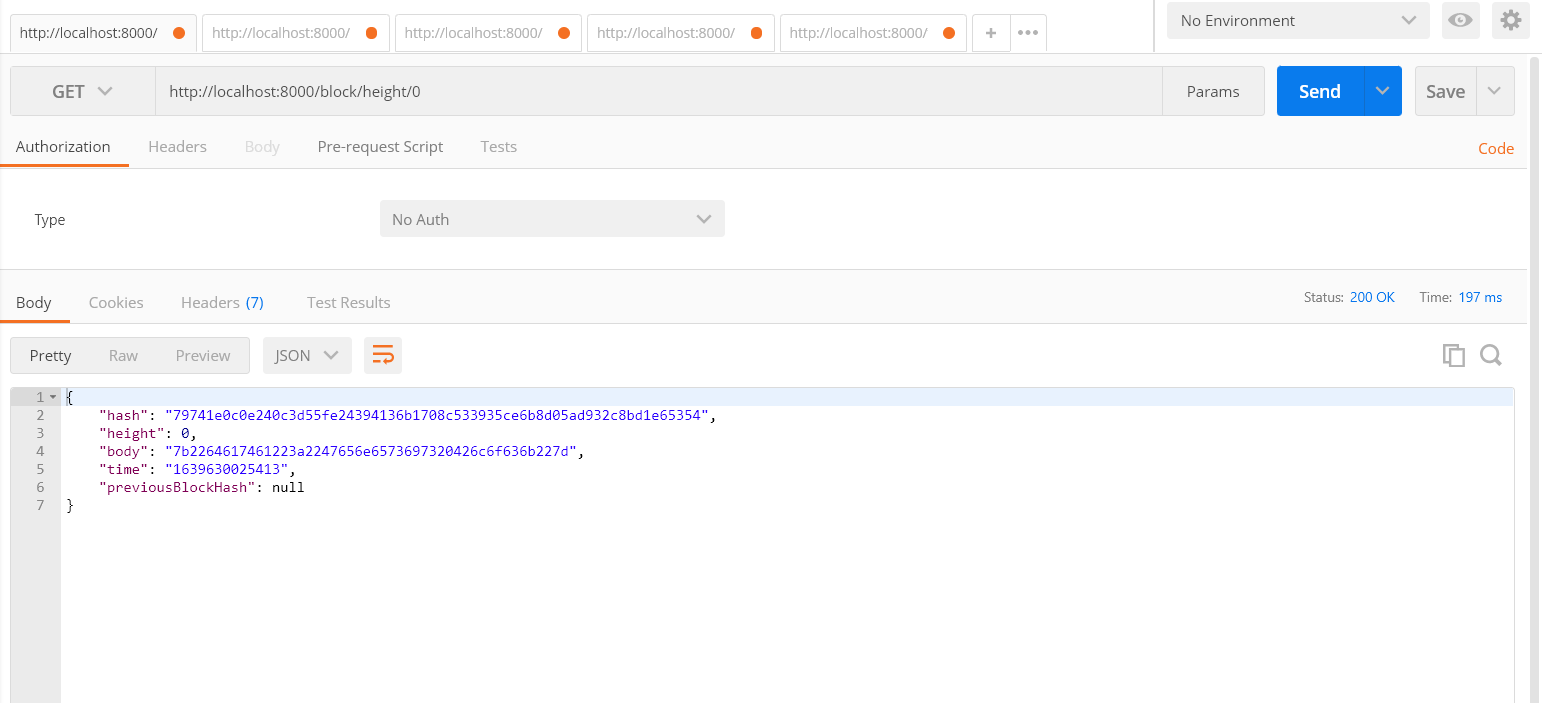 http://localhost:8000/ http://localhost:8000/ http://localhost:8000/ http://localhost:8000/ http://localhost:8000/ + ••• No Environment
GET http://localhost:8000/block/height/0 Params Send Save
Authorization Headers Body Pre-request Script Tests Code
Type No Auth
Body Cookies Headers (7) Test Results Status: 200 OK Time: 197 ms
Pretty Raw Preview JSON
1 {
2 "hash": "79741e0c0e240c3d55fe24394136b1708c533935ce6b8d05ad932c8bd1e65354",
3 "height": 0,
4 "body": "7b2264617461223a2247656e6573697320426c6f636b227d",
5 "time": "1639630025413",
6 "previousBlockHash": null
7 }